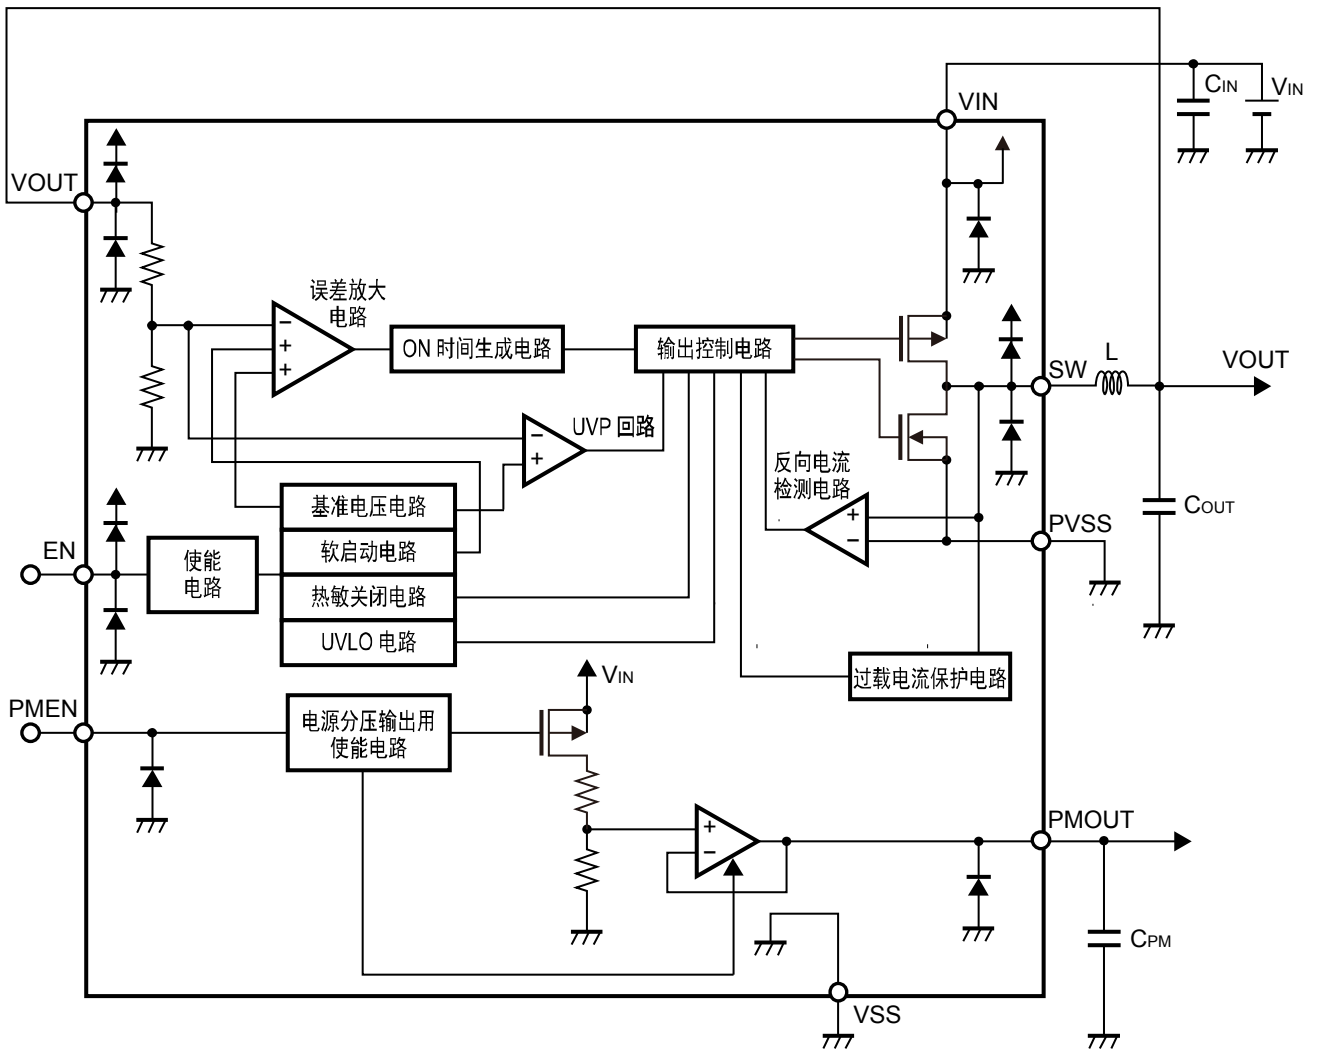 VIN
CIN
VIN
VOUT
误差放大
电路
ON 时间生成电路
输出控制电路
SW
L
VOUT
UVP 回路
反向电流
检测电路
基准电压电路
软启动电路
热敏关闭电路
UVLO 电路
EN
使能
电路
PVSS
COUT
过载电流保护电路
VIN
PMEN
电源分压输出用
使能电路
PMOUT
CPM
VSS